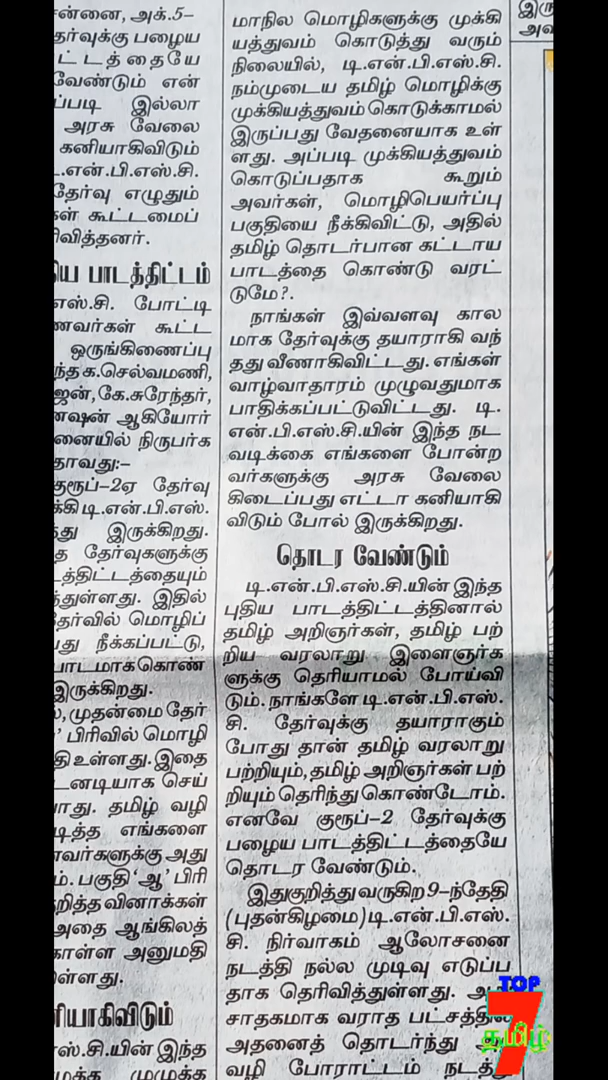 ன்னை, அக்.5–
தேர்வுக்கு பழைய
ட்டத்தையே
வேண்டும் என்
ப்படி இல்லா
அரசு வேலை
கனியாகிவிடும்
.என்.பி.எஸ்.சி.
தேர்வு எழுதும்
கள் கூட்டமைப்
ிவித்தனர்.
ிய பாடத்திட்டம்
எஸ்.சி. போட்டி
ணவர்கள் கூட்ட
ஒருங்கிணைப்பு
ந்த க.செல்வமணி,
ஜன், கே.சுரேந்தர்,
னஷன் ஆகியோர்
னையில் நிருபர்க
தாவது:–
குரூப்–2ஏ தேர்வு
க்கி டி.என்.பி.எஸ்.
து இருக்கிறது.
த தேர்வுகளுக்கு
டத்திட்டத்தையும்
த்துள்ளது. இதில்
தேர்வில் மொழிப்
பது நீக்கப்பட்டு,
பாடமாக கொண்
இருக்கிறது.
ல், முதன்மை தேர்
’ பிரிவில் மொழி
தி உள்ளது. இதை
டனடியாக செய்
ாது. தமிழ் வழி
டித்த எங்களை
னவர்களுக்கு அது
ம். பகுதி ‘ஆ’ பிரி
றித்த வினாக்கள்
அதை ஆங்கிலத்
காள்ள அனுமதி
ள்ளது.
ியாகிவிடும்
எஸ்.சி.யின் இந்த
முழுக்க
மாநில மொழிகளுக்கு முக்கி
யத்துவம் கொடுத்து வரும்
நிலையில், டி.என்.பி.எஸ்.சி.
நம்முடைய தமிழ் மொழிக்கு
முக்கியத்துவம் கொடுக்காமல்
இருப்பது வேதனையாக உள்
ளது. அப்படி முக்கியத்துவம்
கொடுப்பதாக கூறும்
அவர்கள், மொழிபெயர்ப்பு
பகுதியை நீக்கிவிட்டு, அதில்
தமிழ் தொடர்பான கட்டாய
பாடத்தை கொண்டு வரட்
டுமே?.
நாங்கள் இவ்வளவு கால
மாக தேர்வுக்கு தயாராகி வந்
தது வீணாகிவிட்டது. எங்கள்
வாழ்வாதாரம் முழுவதுமாக
பாதிக்கப்பட்டுவிட்டது. டி.
என்.பி.எஸ்.சி.யின் இந்த நட
வடிக்கை எங்களை போன்ற
வர்களுக்கு அரசு வேலை
கிடைப்பது எட்டா கனியாகி
விடும் போல் இருக்கிறது.
தொடர வேண்டும்
டி.என்.பி.எஸ்.சி.யின் இந்த
புதிய பாடத்திட்டத்தினால்
தமிழ் அறிஞர்கள், தமிழ் பற்
றிய வரலாறு இளைஞர்க
ளுக்கு தெரியாமல் போய்வி
டும். நாங்களே டி.என்.பி.எஸ்.
சி. தேர்வுக்கு தயாராகும்
போது தான் தமிழ் வரலாறு
பற்றியும், தமிழ் அறிஞர்கள் பற்
றியும் தெரிந்து கொண்டோம்.
எனவே குரூப்–2 தேர்வுக்கு
பழைய பாடத்திட்டத்தையே
தொடர வேண்டும்.
இதுகுறித்து வருகிற 9–ந்தேதி
(புதன்கிழமை) டி.என்.பி.எஸ்.
சி. நிர்வாகம் ஆலோசனை
நடத்தி நல்ல முடிவு எடுப்ப
தாக தெரிவித்துள்ளது.
சாதகமாக வராத பட்சத்தில்
அதனைத் தொடர்ந்து
வழி போராட்டம் நடத்
இரு
அவ
TOP
7
தமிழ்